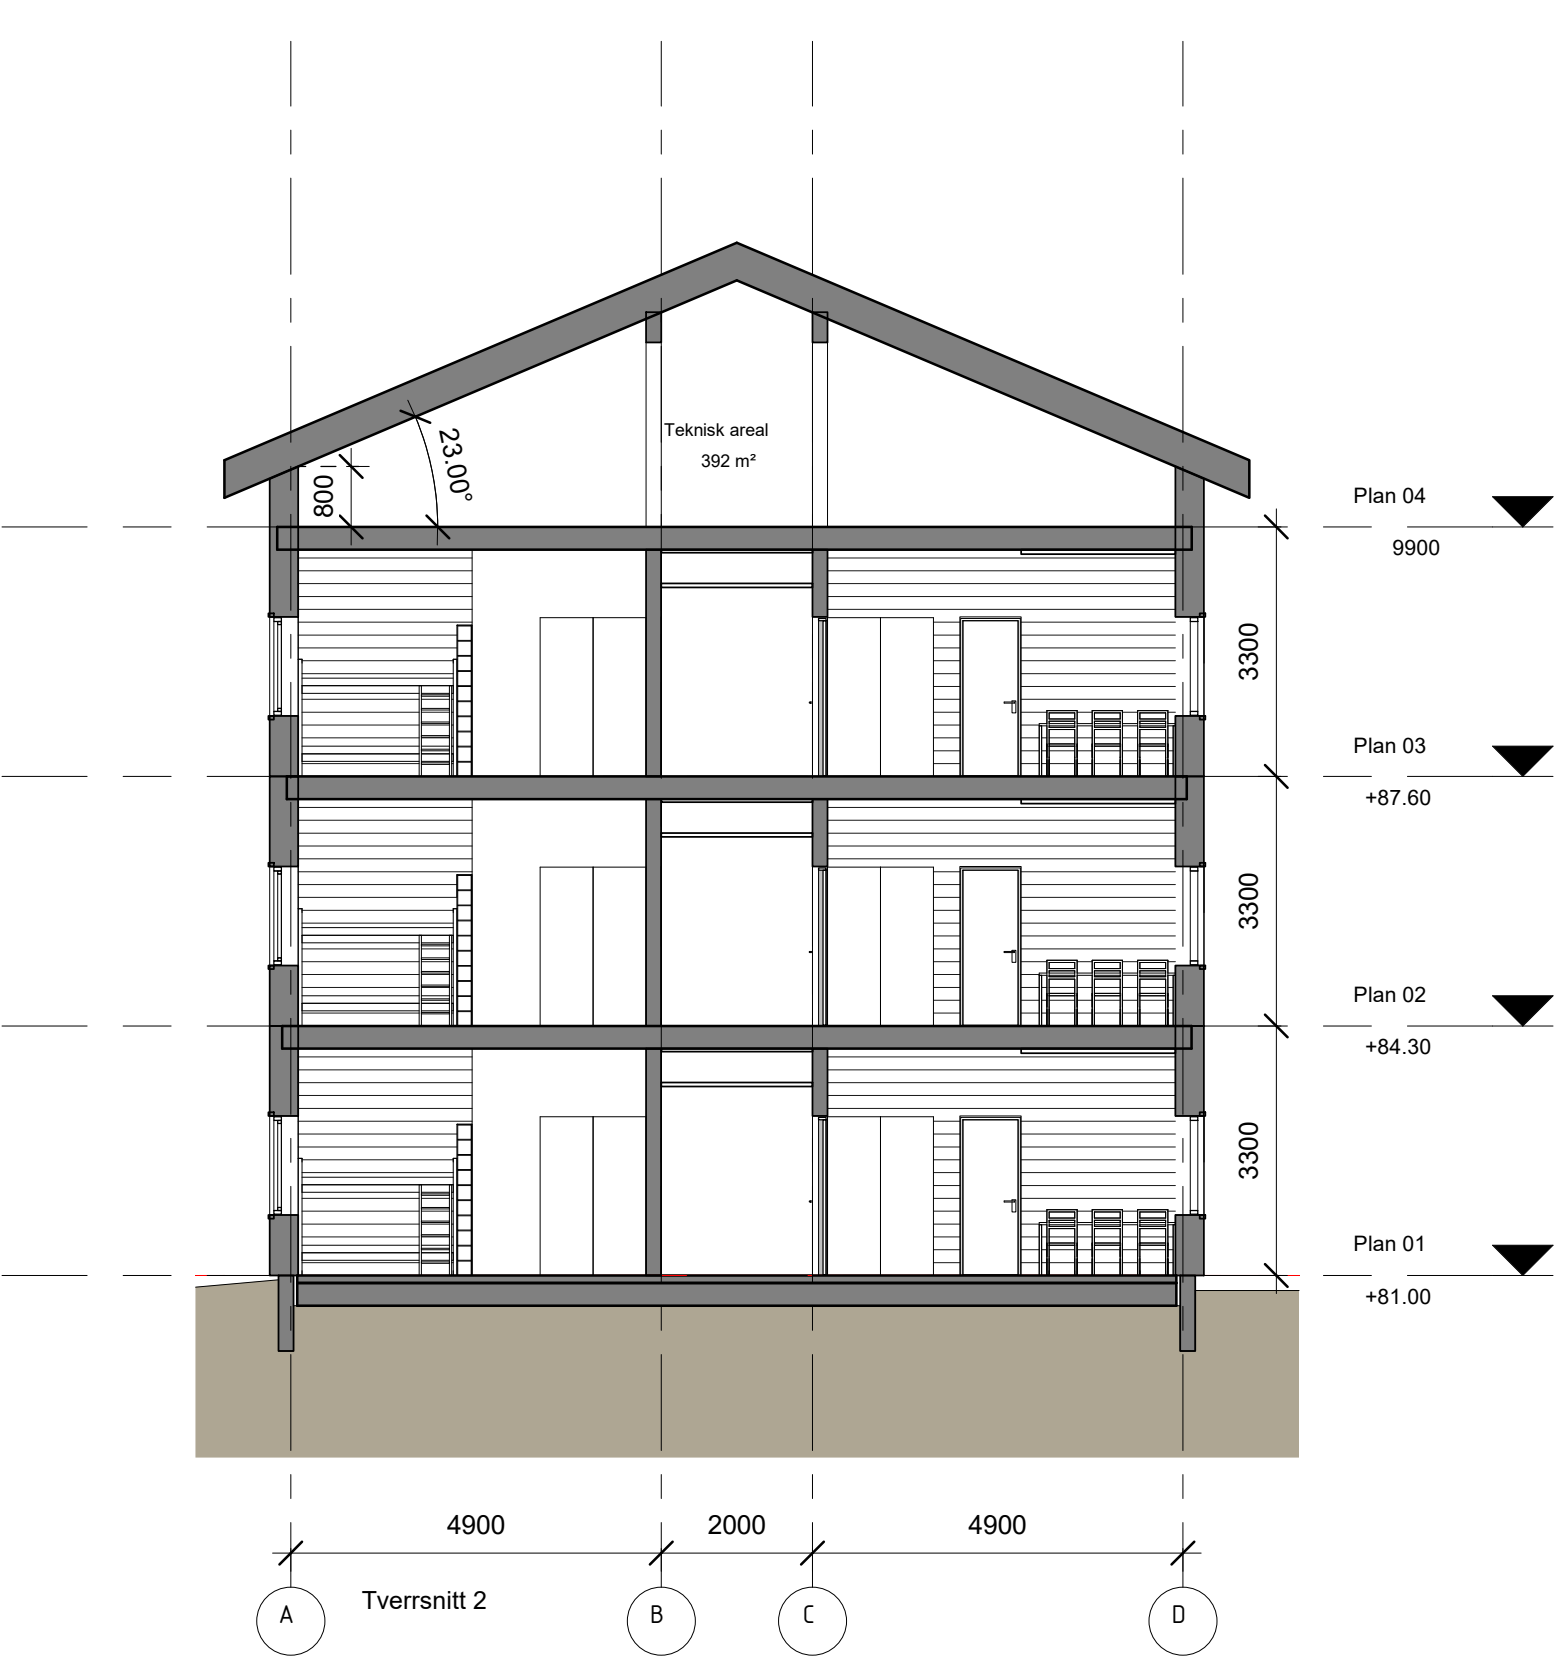 Teknisk areal
392 m²
23.00°
800
Plan 04
9900
3300
Plan 03
+87.60
3300
Plan 02
+84.30
3300
Plan 01
+81.00
4900 2000 4900
Tverrsnitt 2
A B C D